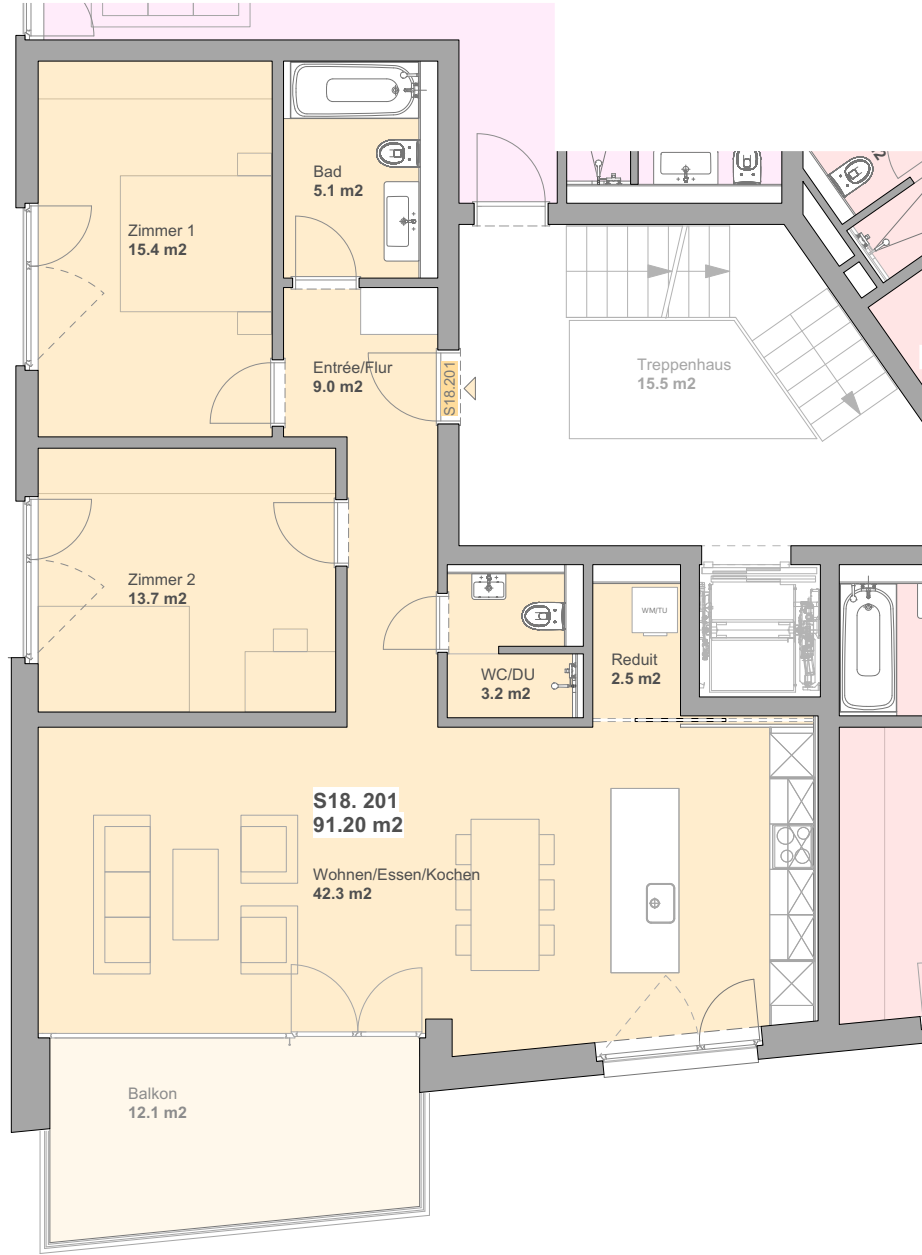 Bad
5.1 m2
Zimmer 1
15.4 m2
Entrée/Flur
9.0 m2
S18.201
Treppenhaus
15.5 m2
Zimmer 2
13.7 m2
WM/TU
Reduit
2.5 m2
WC/DU
3.2 m2
S18. 201
91.20 m2
Wohnen/Essen/Kochen
42.3 m2
Balkon
12.1 m2